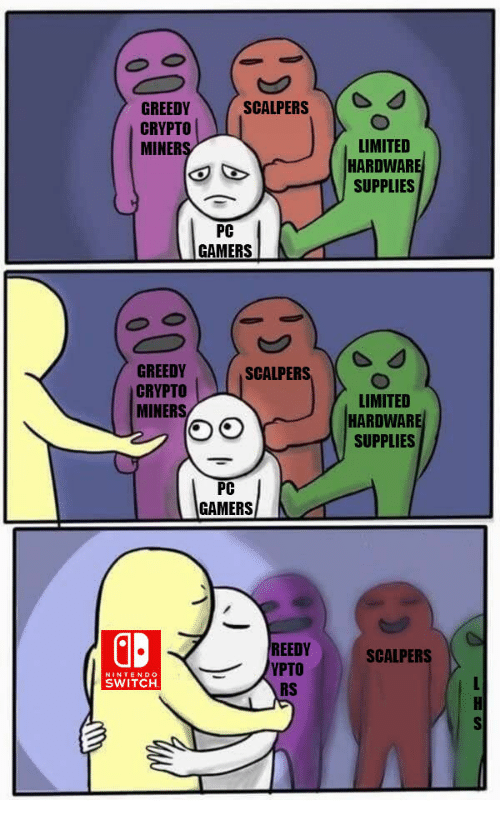 GREEDY
CRYPTO
MINERS
SCALPERS
LIMITED
HARDWARE
SUPPLIES
PC
GAMERS
GREEDY
CRYPTO
MINERS
SCALPERS
LIMITED
HARDWARE
SUPPLIES
PC
GAMERS
NINTENDO
SWITCH
REEDY
YPTO
RS
SCALPERS
L
H
S